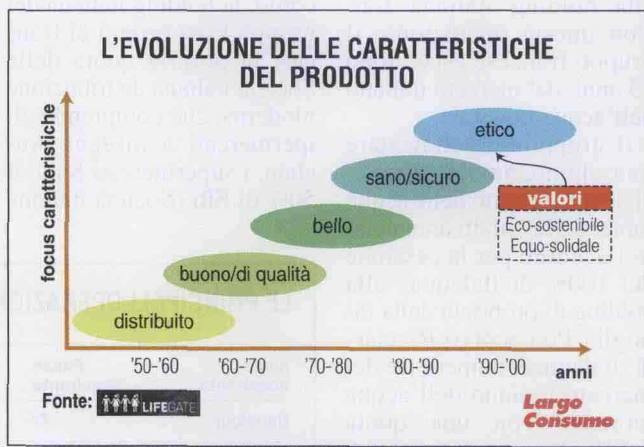 L'EVOLUZIONE DELLE CARATTERISTICHE
DEL PRODOTTO
focus caratteristiche
etico
sano/sicuro
valori
Eco-sostenibile
Equo-solidale
bello
buono/di qualità
distribuito
'50-'60
'60-'70
'70-'80
'80-'90
'90-'00
anni
Fonte: LIFEGATE
Largo
Consumo